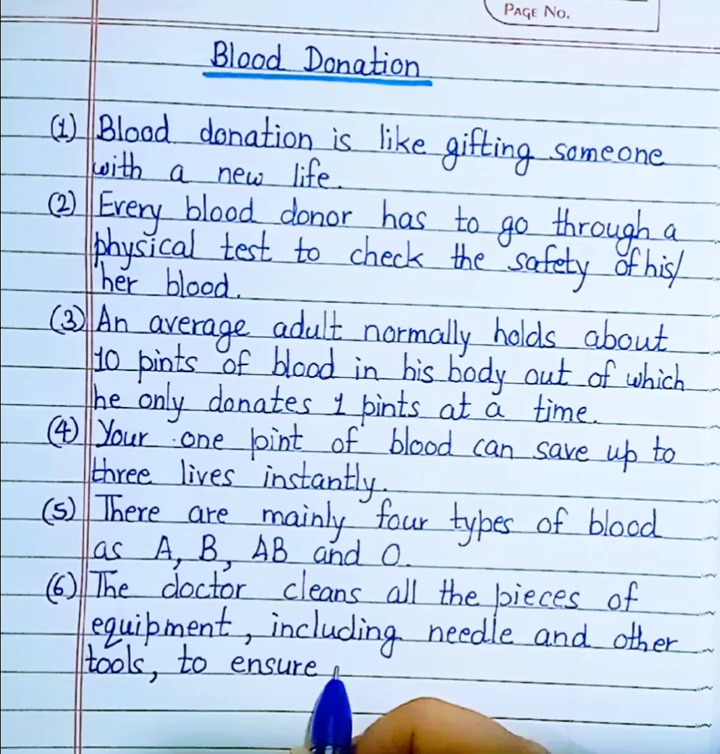 PAGE No.
Blood Donation
(1) Blood donation is like gifting someone
with a new life.
(2) Every blood donor has to go through a
physical test to check the safety of his/
her blood.
(3) An average adult normally holds about
10 pints of blood in his body out of which
he only donates 1 pints at a time.
(4) Your one pint of blood can save up to
three lives instantly.
(5) There are mainly four types of blood
as A, B, AB and O.
(6) The doctor cleans all the pieces of
equipment, including needle and other
tools, to ensure